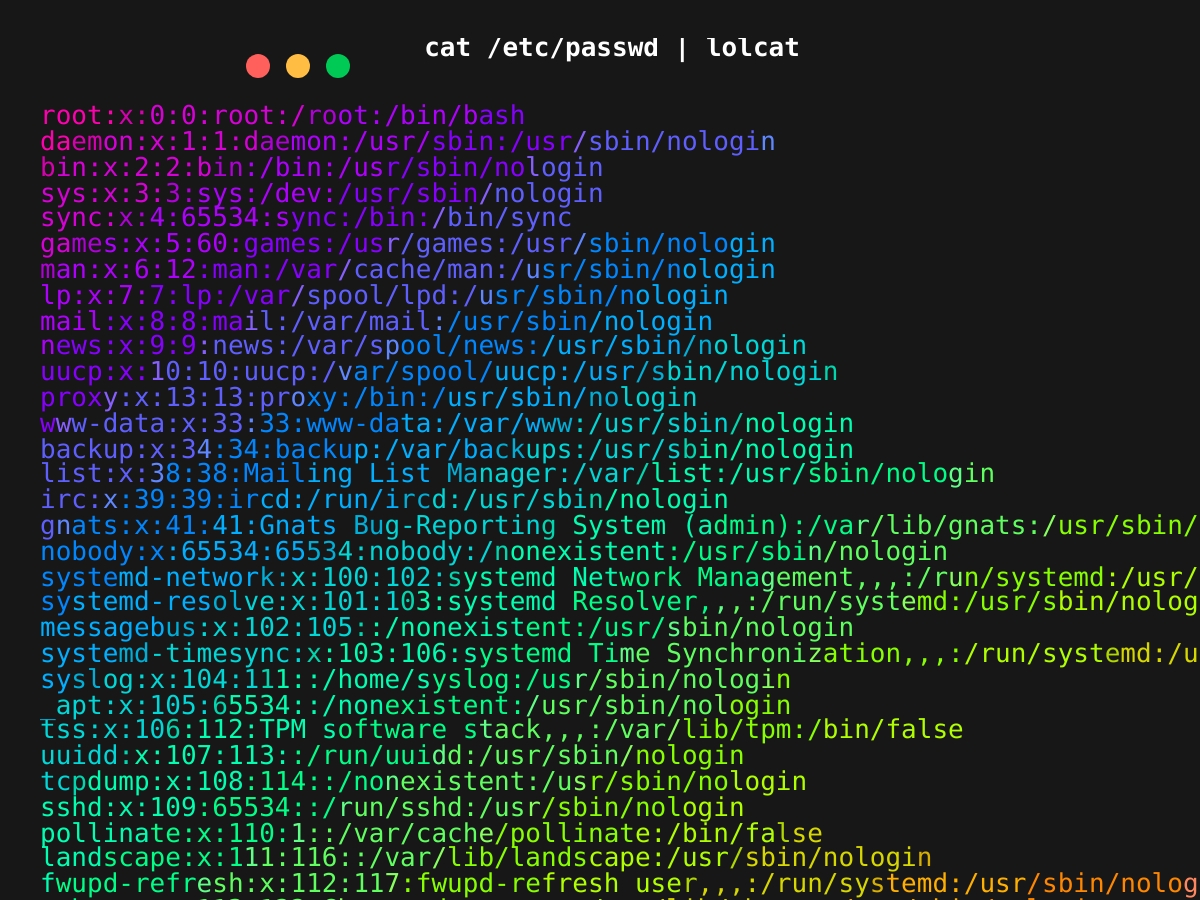 cat /etc/passwd | lolcat
root:x:0:0:root:/root:/bin/bash
daemon:x:1:1:daemon:/usr/sbin:/usr/sbin/nologin
bin:x:2:2:bin:/bin:/usr/sbin/nologin
sys:x:3:3:sys:/dev:/usr/sbin/nologin
sync:x:4:65534:sync:/bin:/bin/sync
games:x:5:60:games:/usr/games:/usr/sbin/nologin
man:x:6:12:man:/var/cache/man:/usr/sbin/nologin
lp:x:7:7:lp:/var/spool/lpd:/usr/sbin/nologin
mail:x:8:8:mail:/var/mail:/usr/sbin/nologin
news:x:9:9:news:/var/spool/news:/usr/sbin/nologin
uucp:x:10:10:uucp:/var/spool/uucp:/usr/sbin/nologin
proxy:x:13:13:proxy:/bin:/usr/sbin/nologin
www-data:x:33:33:www-data:/var/www:/usr/sbin/nologin
backup:x:34:34:backup:/var/backups:/usr/sbin/nologin
list:x:38:38:Mailing List Manager:/var/list:/usr/sbin/nologin
irc:x:39:39:ircd:/run/ircd:/usr/sbin/nologin
gnats:x:41:41:Gnats Bug-Reporting System (admin):/var/lib/gnats:/usr/sbin/
nobody:x:65534:65534:nobody:/nonexistent:/usr/sbin/nologin
systemd-network:x:100:102:systemd Network Management,,,:/run/systemd:/usr/
systemd-resolve:x:101:103:systemd Resolver,,,:/run/systemd:/usr/sbin/nolog
messagebus:x:102:105::/nonexistent:/usr/sbin/nologin
systemd-timesync:x:103:106:systemd Time Synchronization,,,:/run/systemd:/u
syslog:x:104:111::/home/syslog:/usr/sbin/nologin
_apt:x:105:65534::/nonexistent:/usr/sbin/nologin
tss:x:106:112:TPM software stack,,,:/var/lib/tpm:/bin/false
uuidd:x:107:113::/run/uuidd:/usr/sbin/nologin
tcpdump:x:108:114::/nonexistent:/usr/sbin/nologin
sshd:x:109:65534::/run/sshd:/usr/sbin/nologin
pollinate:x:110:1::/var/cache/pollinate:/bin/false
landscape:x:111:116::/var/lib/landscape:/usr/sbin/nologin
fwupd-refresh:x:112:117:fwupd-refresh user,,,:/run/systemd:/usr/sbin/nolog